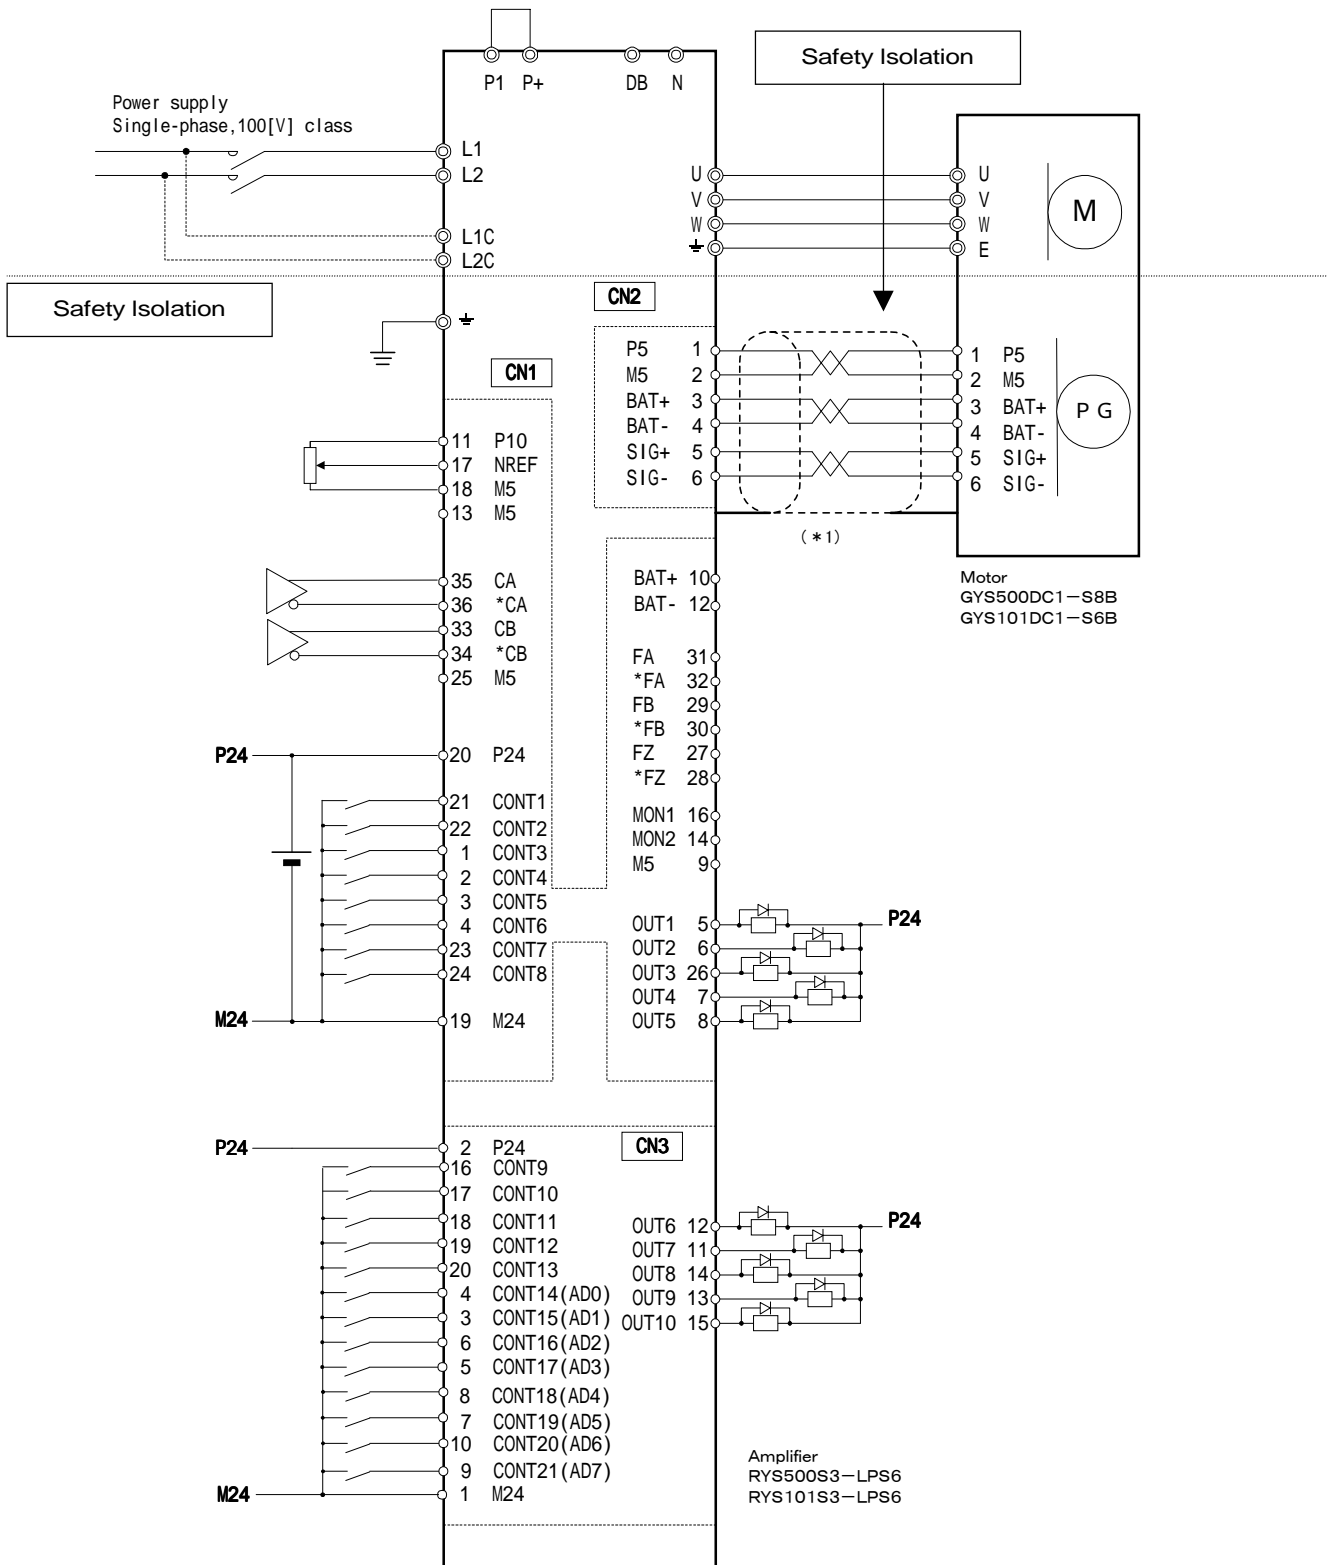 P1 P+ DB N
Safety Isolation
Power supply
Single-phase,100[V] class
L1
L2
L1C
L2C
U
V
W
U
V
W
E
M
Safety Isolation
CN2
P5 1
M5 2
BAT+ 3
BAT- 4
SIG+ 5
SIG- 6
1 P5
2 M5
3 BAT+
4 BAT-
5 SIG+
6 SIG-
P G
(*1)
Motor
GYS500DC1-S8B
GYS101DC1-S6B
CN1
11 P10
17 NREF
18 M5
13 M5
35 CA
36 *CA
33 CB
34 *CB
25 M5
P24
20 P24
21 CONT1
22 CONT2
1 CONT3
2 CONT4
3 CONT5
4 CONT6
23 CONT7
24 CONT8
M24
19 M24
BAT+ 10
BAT- 12
FA 31
*FA 32
FB 29
*FB 30
FZ 27
*FZ 28
MON1 16
MON2 14
M5 9
OUT1 5
OUT2 6
OUT3 26
OUT4 7
OUT5 8
P24
P24
CN3
2 P24
16 CONT9
17 CONT10
18 CONT11
19 CONT12
20 CONT13
4 CONT14(AD0)
3 CONT15(AD1)
6 CONT16(AD2)
5 CONT17(AD3)
8 CONT18(AD4)
7 CONT19(AD5)
10 CONT20(AD6)
9 CONT21(AD7)
M24
1 M24
OUT6 12
OUT7 11
OUT8 14
OUT9 13
OUT10 15
P24
Amplifier
RYS500S3-LPS6
RYS101S3-LPS6